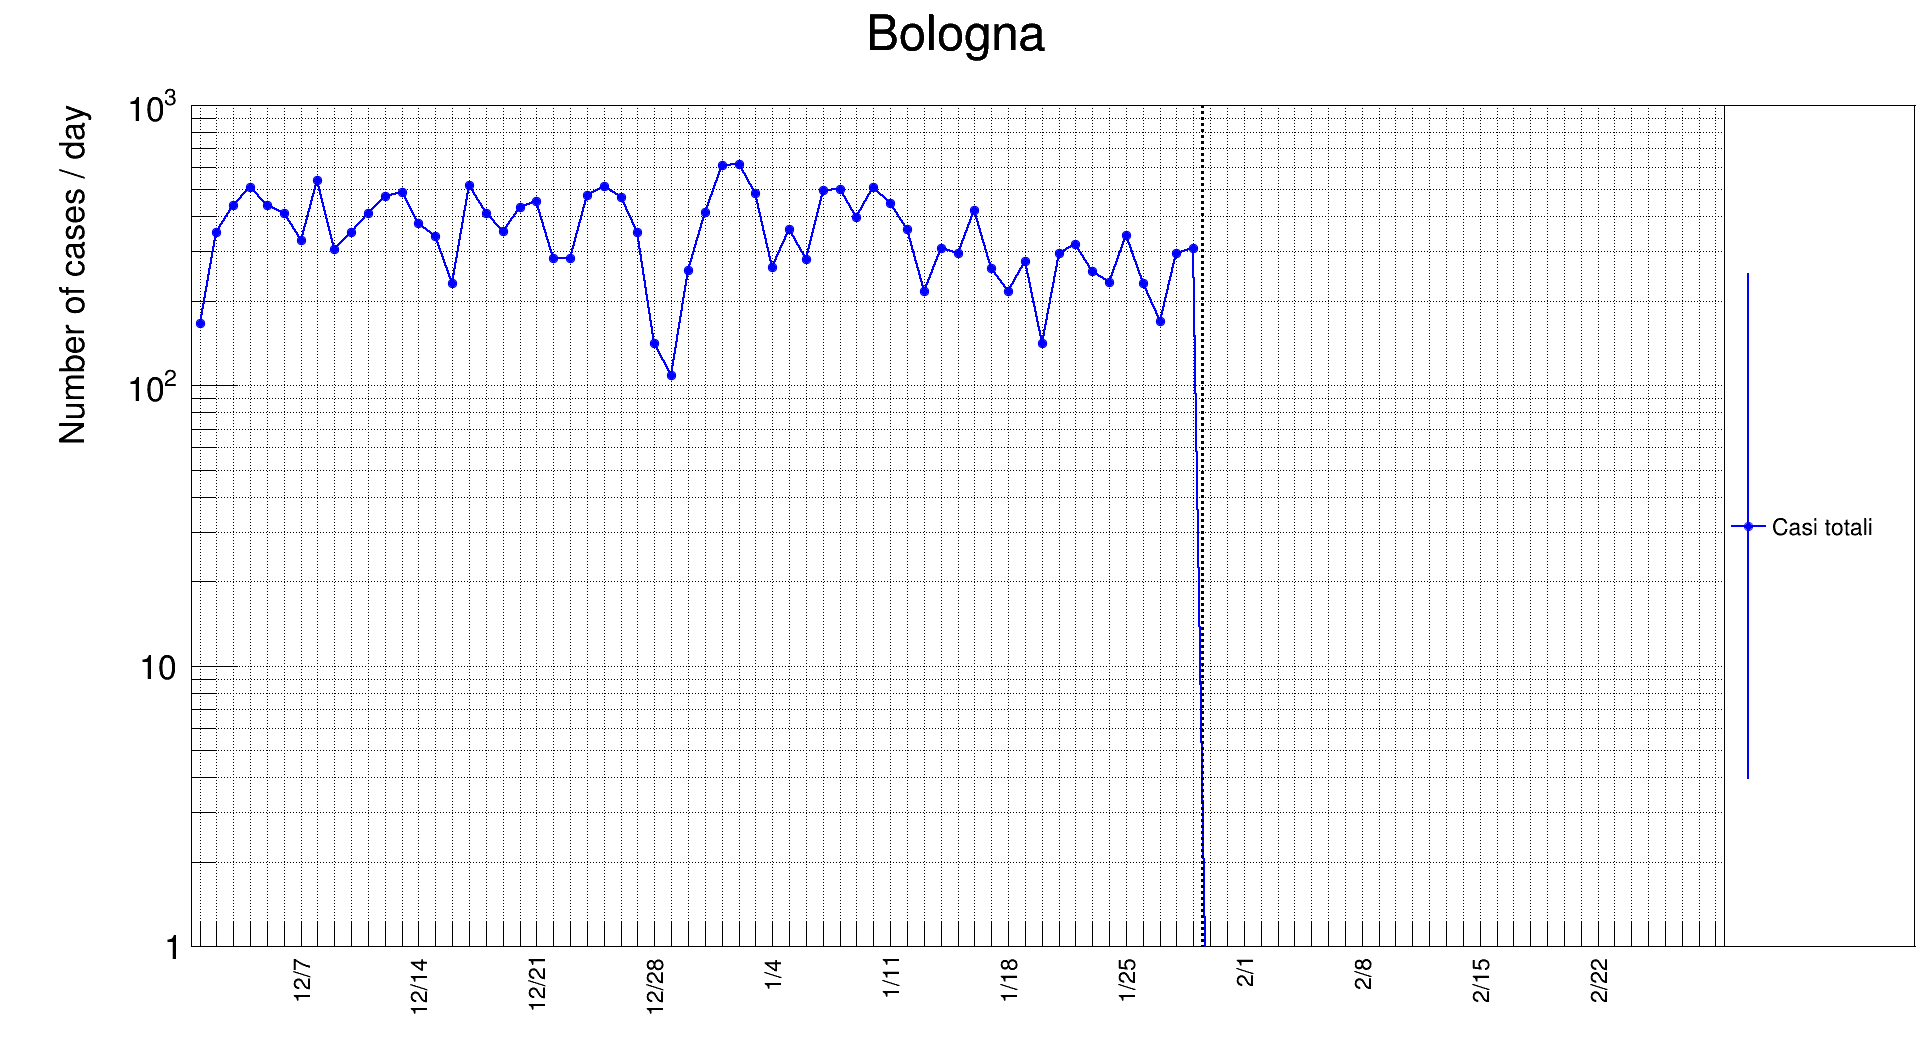 Bologna
Number of cases / day
10³
10²
10
1
12/7 12/14 12/21 12/28 1/4 1/11 1/18 1/25 2/1 2/8 2/15 2/22
Casi totali